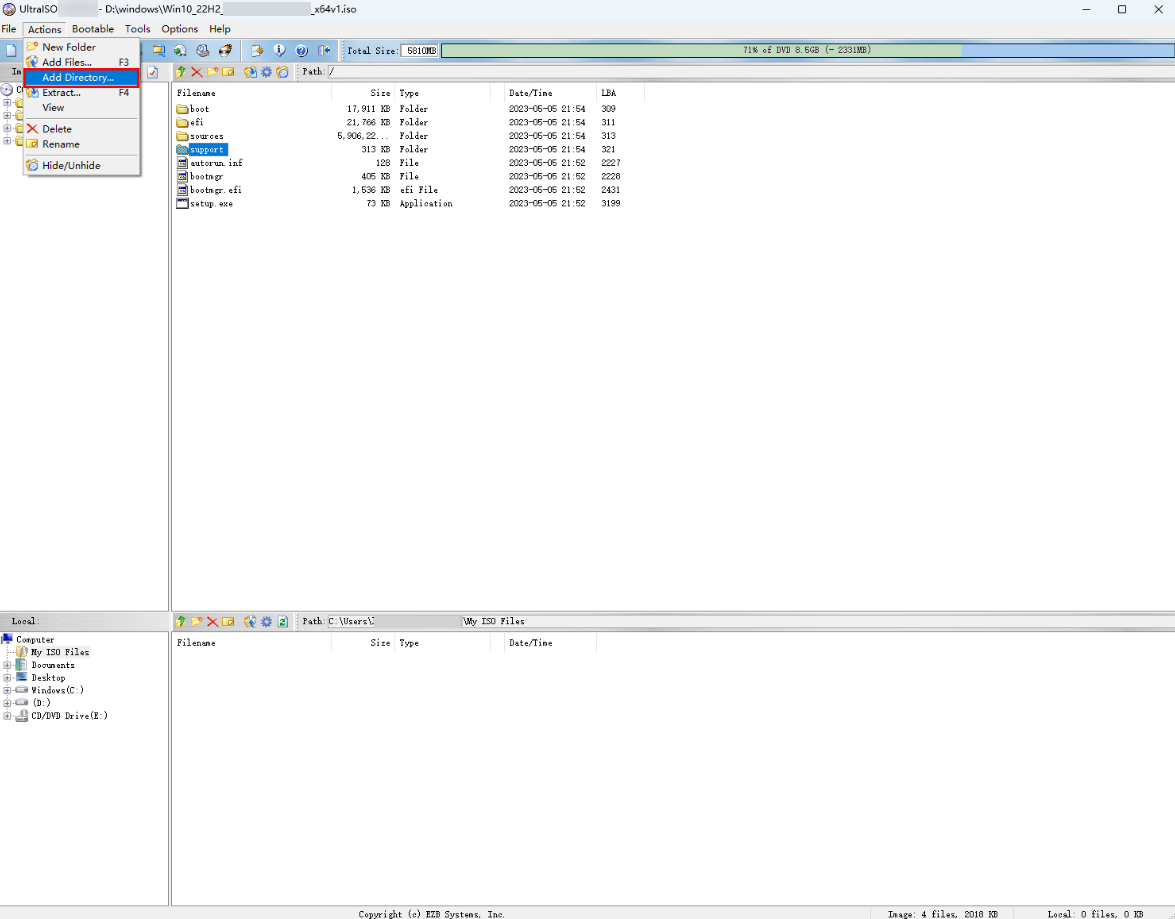 UltraISO - D:\windows\Win10_22H2_ _x64v1.iso
File Actions Bootable Tools Options Help
Total Size: 5810MB 71% of DVD 8.5GB (- 2331MB)
New Folder
Add Files... F3
Add Directory...
Extract... F4
View
Delete
Rename
Hide/Unhide
Path: /
Filename Size Type Date/Time LBA
boot 17,911 KB Folder 2023-05-05 21:54 309
efi 21,766 KB Folder 2023-05-05 21:54 311
sources 5,906,22... Folder 2023-05-05 21:54 313
support 313 KB Folder 2023-05-05 21:54 321
autorun.inf 128 File 2023-05-05 21:52 2227
bootmgr 405 KB File 2023-05-05 21:52 2228
bootmgr.efi 1,536 KB efi File 2023-05-05 21:52 2431
setup.exe 73 KB Application 2023-05-05 21:52 3199
Local: Path: C:\Users\ \My ISO Files
Filename Size Type Date/Time
Computer
My ISO Files
Documents
Desktop
Windows(C:)
(D:)
CD/DVD Drive(E:)
Copyright (c) EZB Systems, Inc. Image: 4 files, 2018 KB Local: 0 files, 0 KB